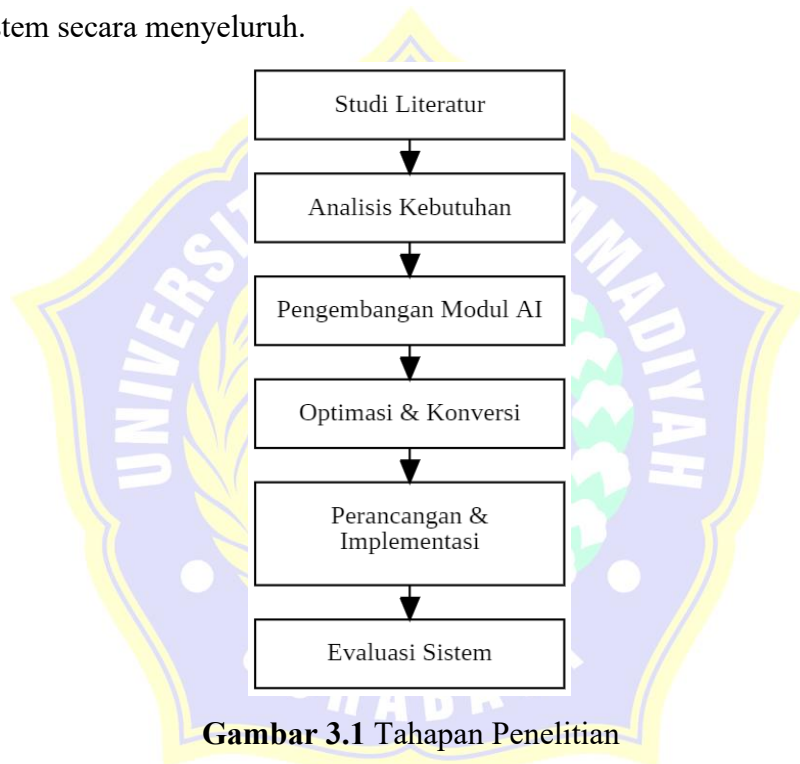 stem secara menyeluruh.
Studi Literatur
Analisis Kebutuhan
Pengembangan Modul AI
Optimasi & Konversi
Perancangan &
Implementasi
Evaluasi Sistem
Gambar 3.1 Tahapan Penelitian